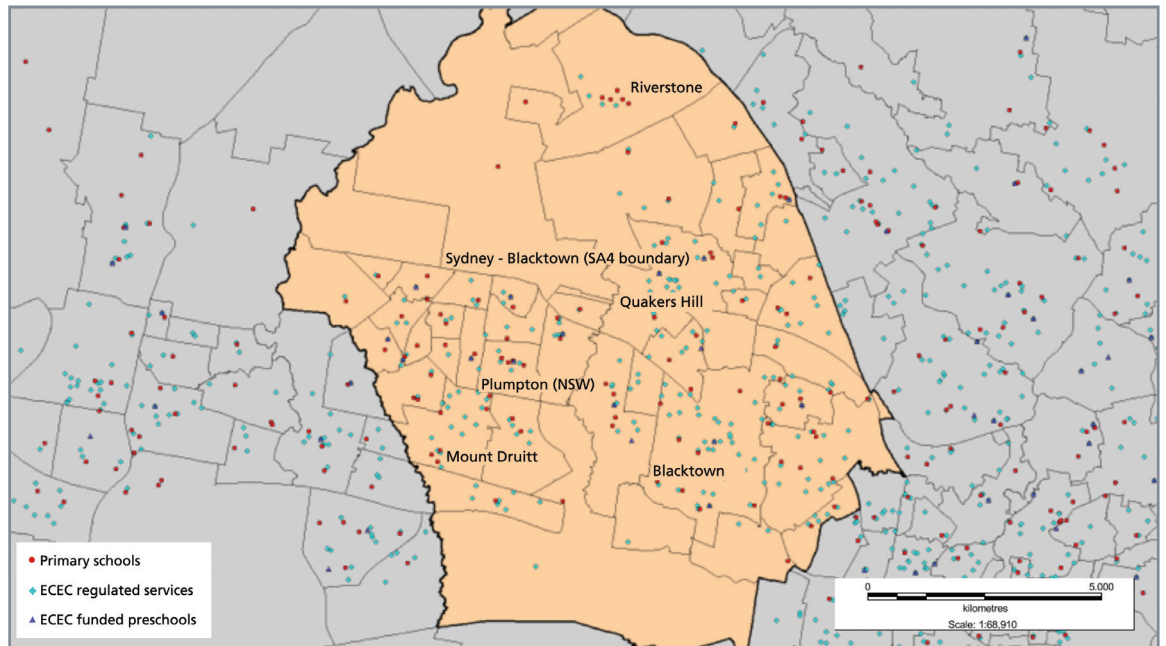 Riverstone
Sydney - Blacktown (SA4 boundary)
Quakers Hill
Plumpton (NSW)
Mount Druitt
Blacktown
Primary schools
ECEC regulated services
ECEC funded preschools
0 5,000
kilometres
Scale: 1:68,910